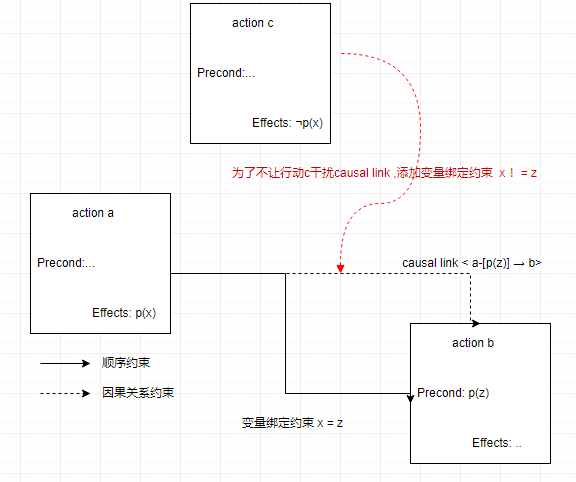 action c
Precond:...
Effects: ¬p(x)
为了不让行动c干扰causal link ,添加变量绑定约束 x！= z
action a
Precond:...
Effects: p(x)
causal link < a-[p(z)] → b>
action b
Precond: p(z)
Effects: ..
顺序约束
因果关系约束
变量绑定约束 x = z